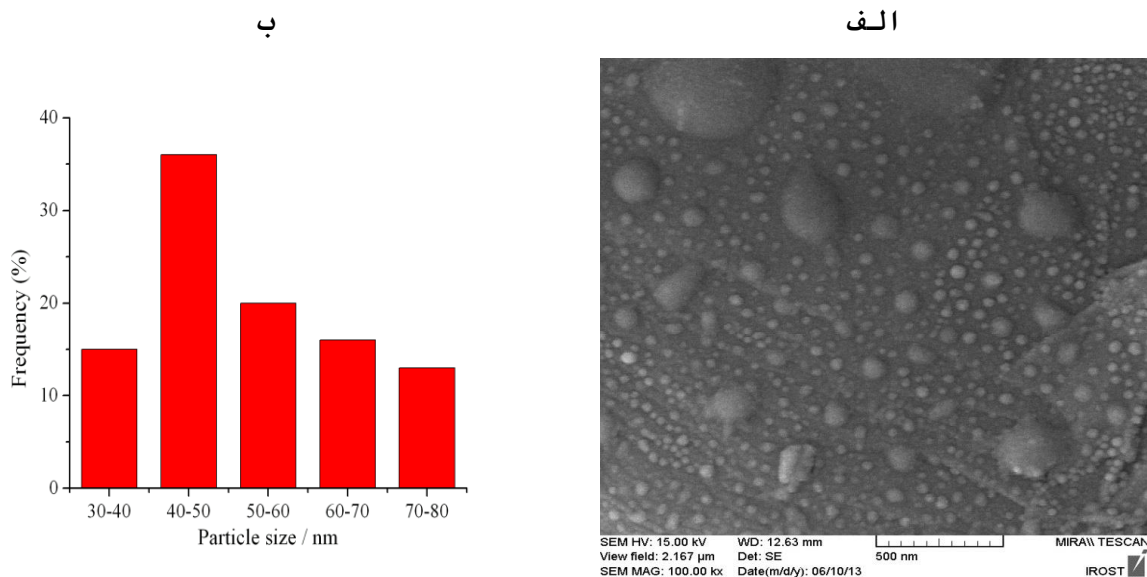 الف
ب
40
30
20
10
0
Frequency (%)
30-40 40-50 50-60 60-70 70-80
Particle size / nm
SEM HV: 15.00 kV WD: 12.63 mm MIRA\\ TESCAN
View field: 2.167 µm Det: SE 500 nm
SEM MAG: 100.00 kx Date(m/d/y): 06/10/13 IROST